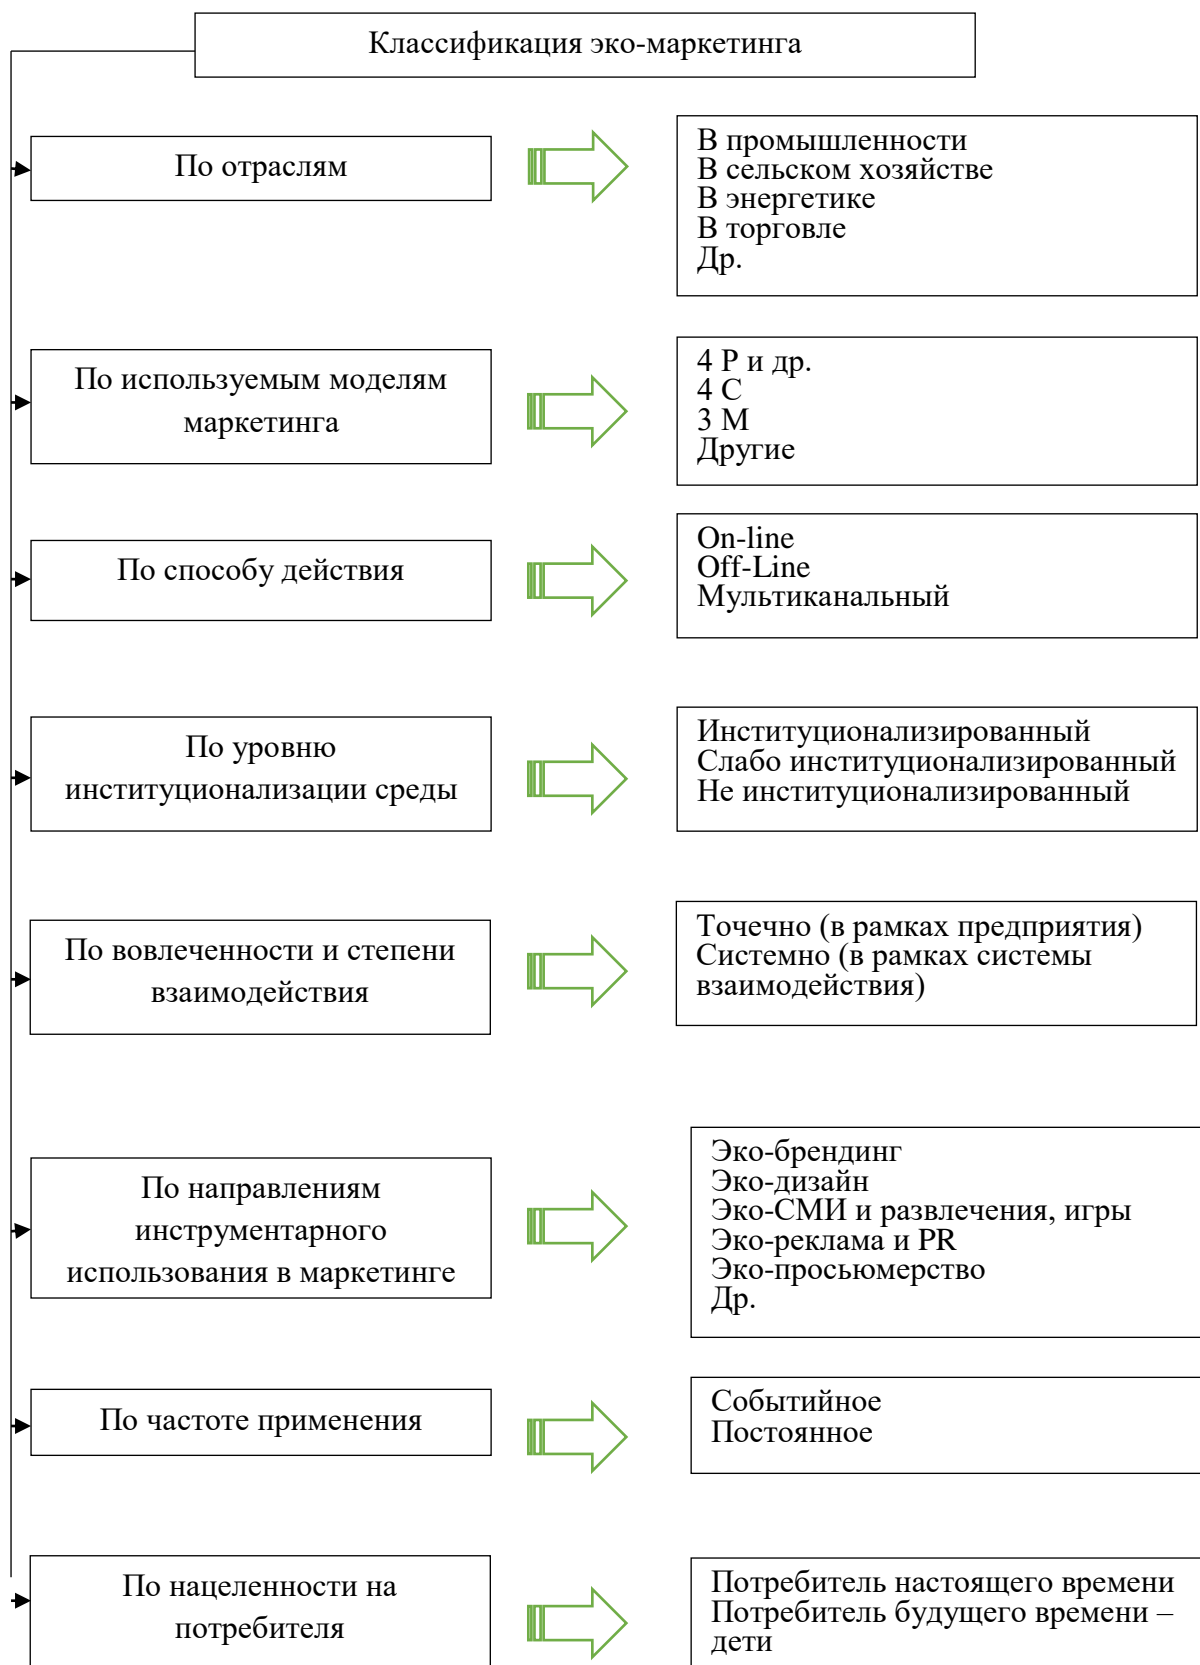 Классификация эко-маркетинга
По отраслям
В промышленности
В сельском хозяйстве
В энергетике
В торговле
Др.
По используемым моделям
маркетинга
4 Р и др.
4 С
3 М
Другие
По способу действия
On-line
Off-Line
Мультиканальный
По уровню
институционализации среды
Институционализированный
Слабо институционализированный
Не институционализированный
По вовлеченности и степени
взаимодействия
Точечно (в рамках предприятия)
Системно (в рамках системы
взаимодействия)
По направлениям
инструментарного
использования в маркетинге
Эко-брендинг
Эко-дизайн
Эко-СМИ и развлечения, игры
Эко-реклама и PR
Эко-просьюмерство
Др.
По частоте применения
Событийное
Постоянное
По нацеленности на
потребителя
Потребитель настоящего времени
Потребитель будущего времени –
дети